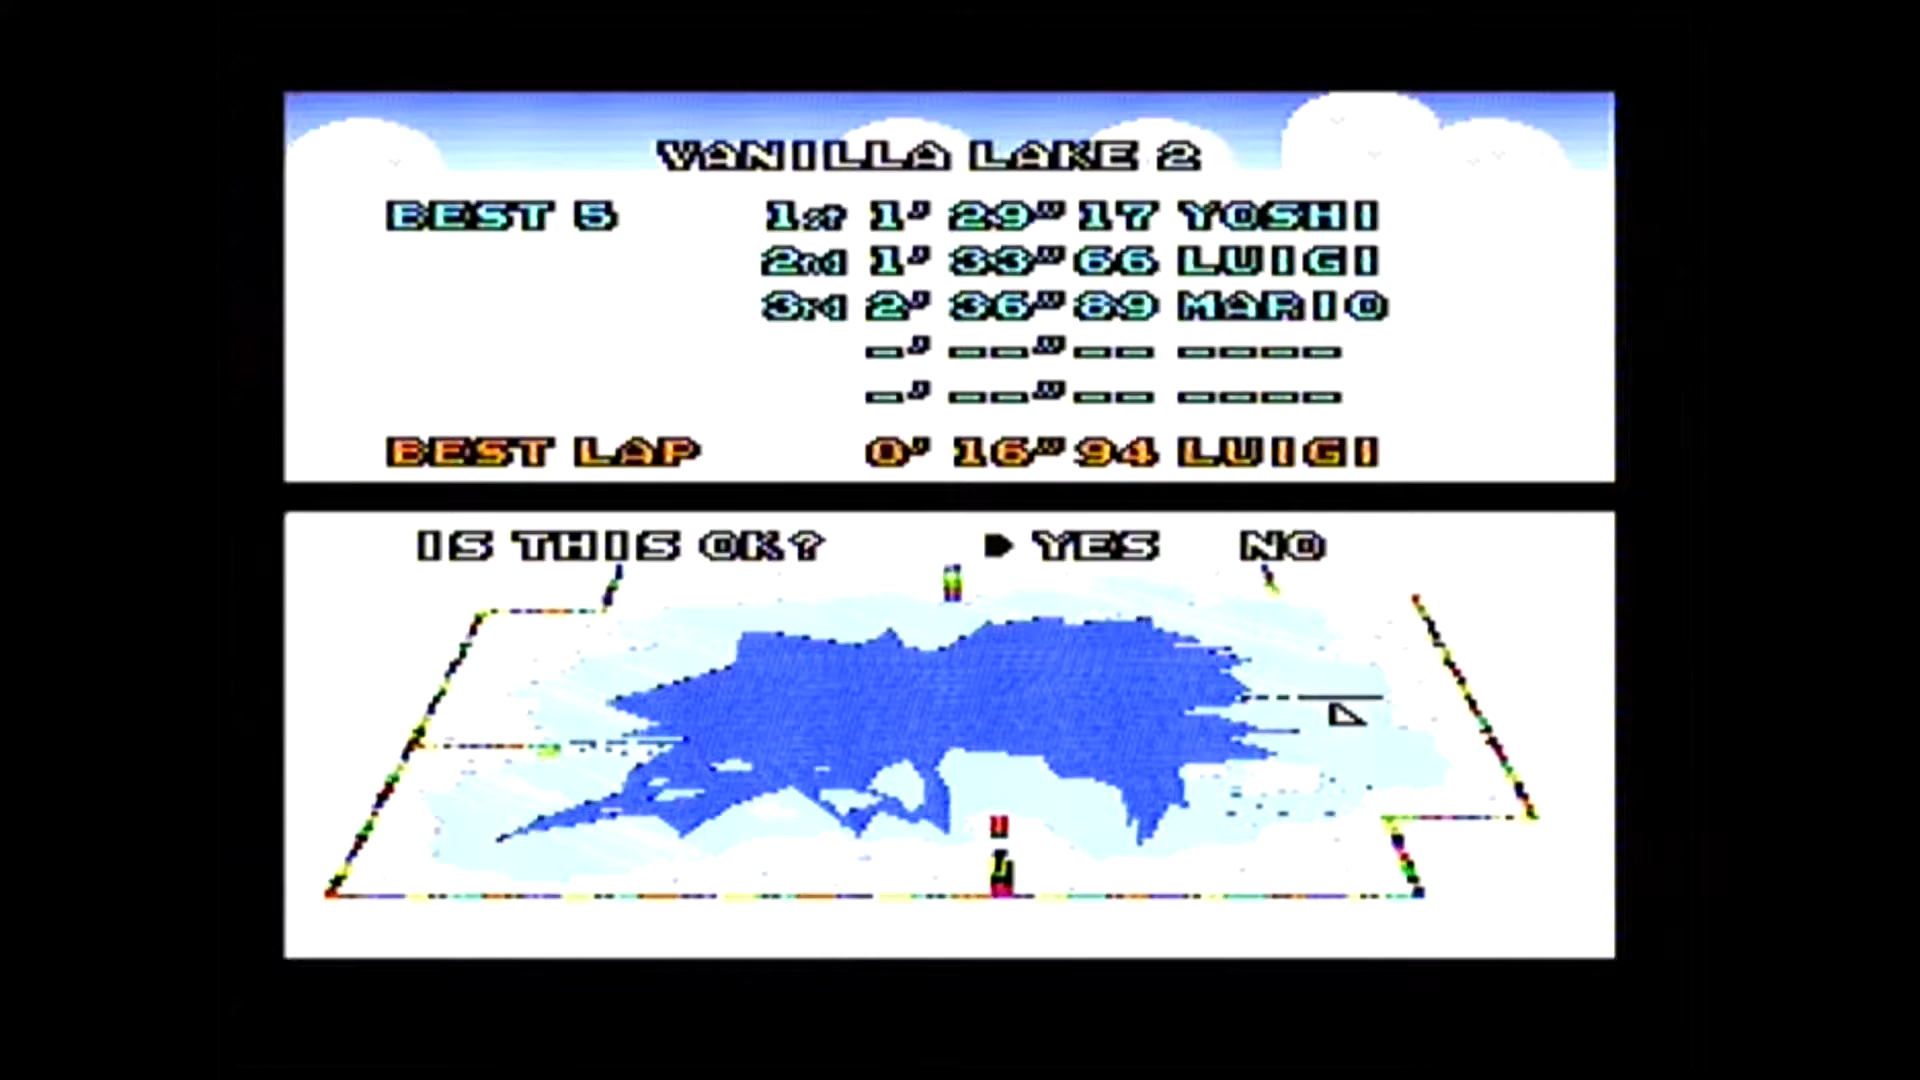 VANILLA LAKE 2
BEST 5 1st 1' 29"17 YOSHI
2nd 1' 33"66 LUIGI
3rd 2' 36"89 MARIO
-' --"-- ----
-' --"-- ----
BEST LAP 0' 16"94 LUIGI
IS THIS OK? YES NO